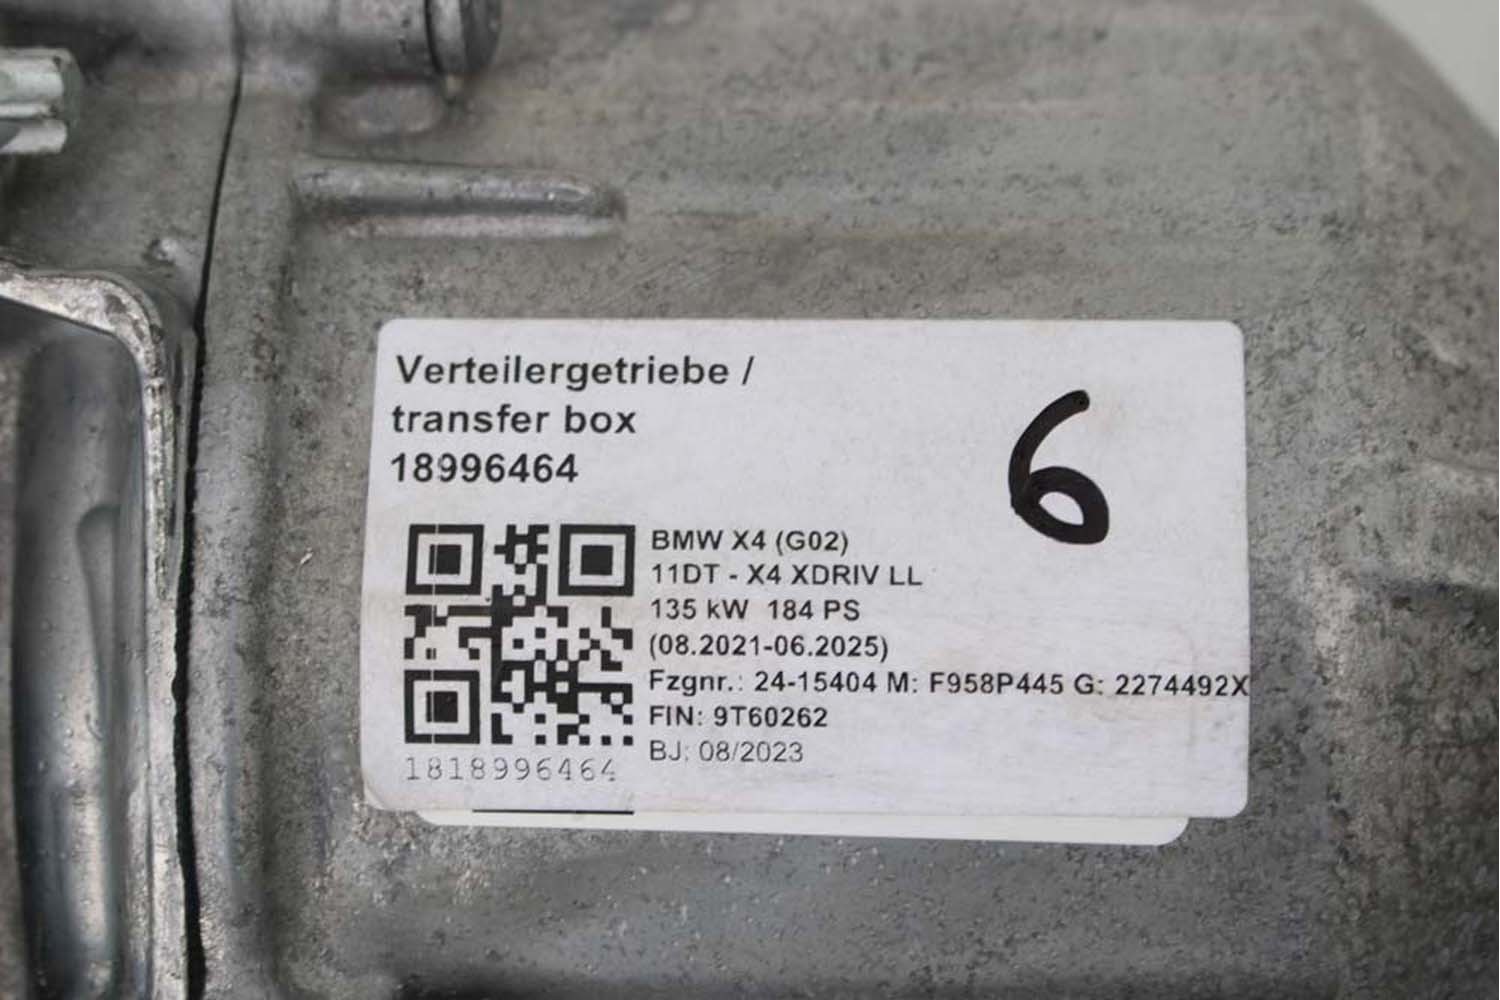 Verteilergetriebe /
transfer box
18996464
6
BMW X4 (G02)
11DT - X4 XDRIV LL
135 kW 184 PS
(08.2021-06.2025)
Fzgnr.: 24-15404 M: F958P445 G: 2274492X
FIN: 9T60262
BJ: 08/2023
1818996464